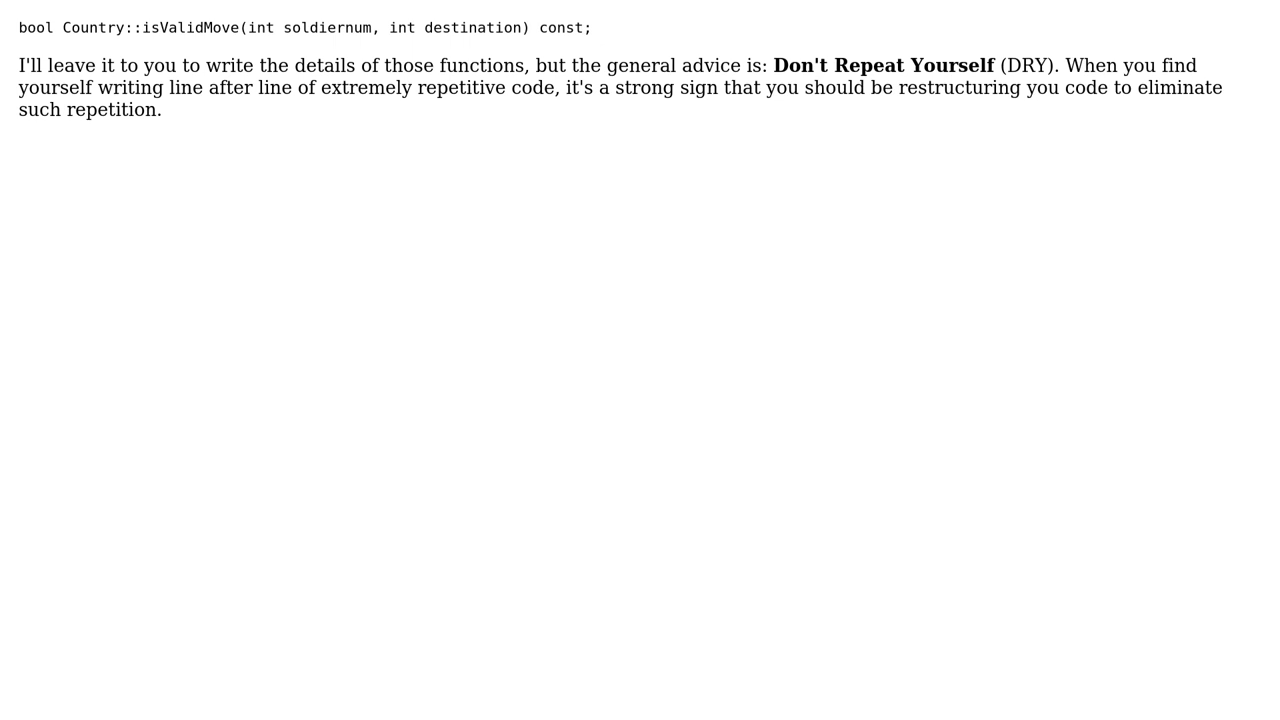 bool Country::isValidMove(int soldiernum, int destination) const;
I'll leave it to you to write the details of those functions, but the general advice is: Don't Repeat Yourself (DRY). When you find
yourself writing line after line of extremely repetitive code, it's a strong sign that you should be restructuring you code to eliminate
such repetition.